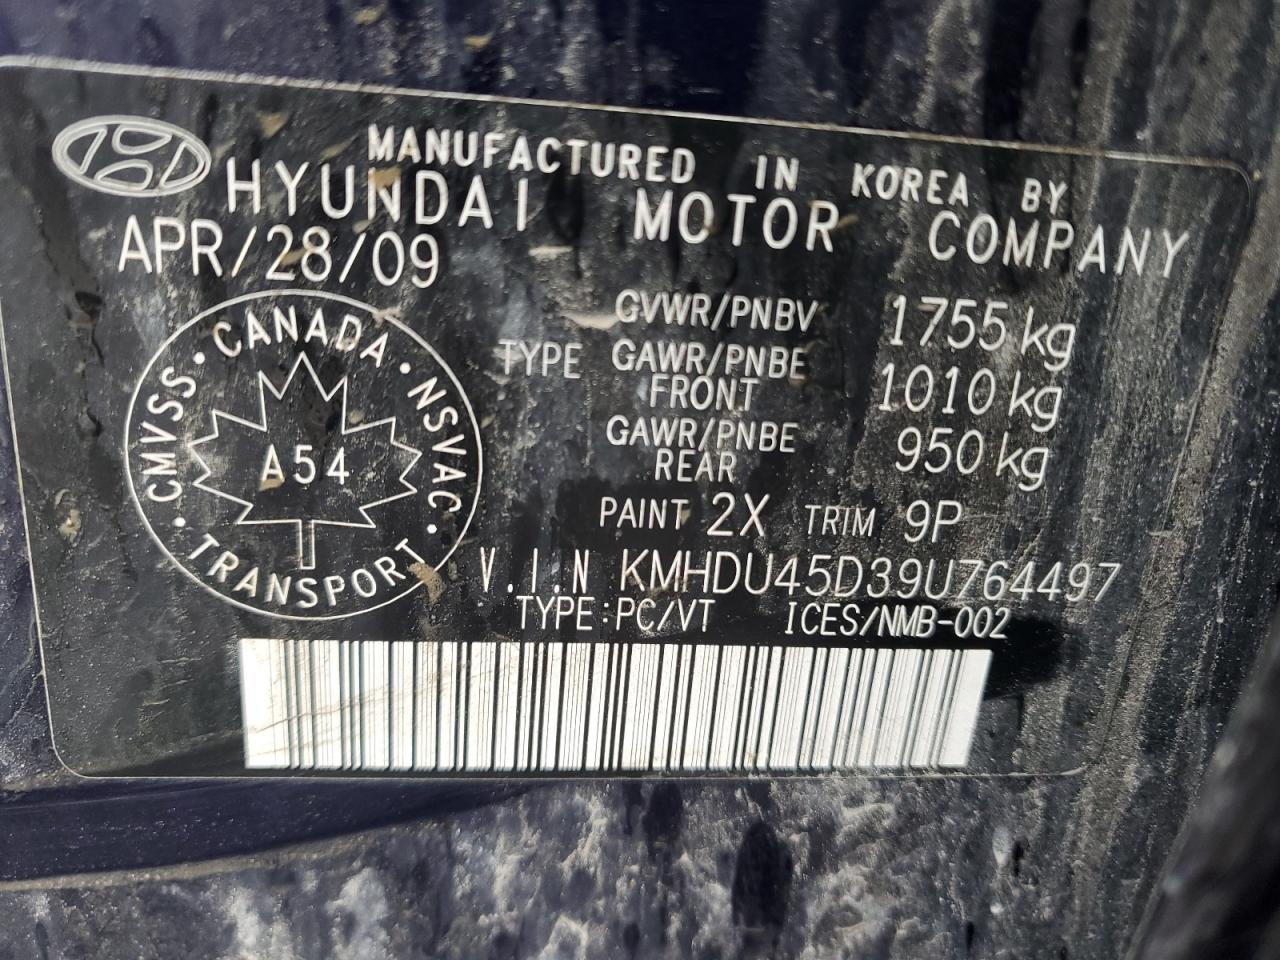 MANUFACTURED IN KOREA BY
HYUNDAI MOTOR COMPANY
APR/28/09
CMVSS · CANADA · NSVAC · TRANSPORT ·
A54
GVWR/PNBV 1755 kg
TYPE GAWR/PNBE FRONT 1010 kg
GAWR/PNBE REAR 950 kg
PAINT 2X TRIM 9P
V.I.N KMHDU45D39U764497
TYPE:PC/VT ICES/NMB-002